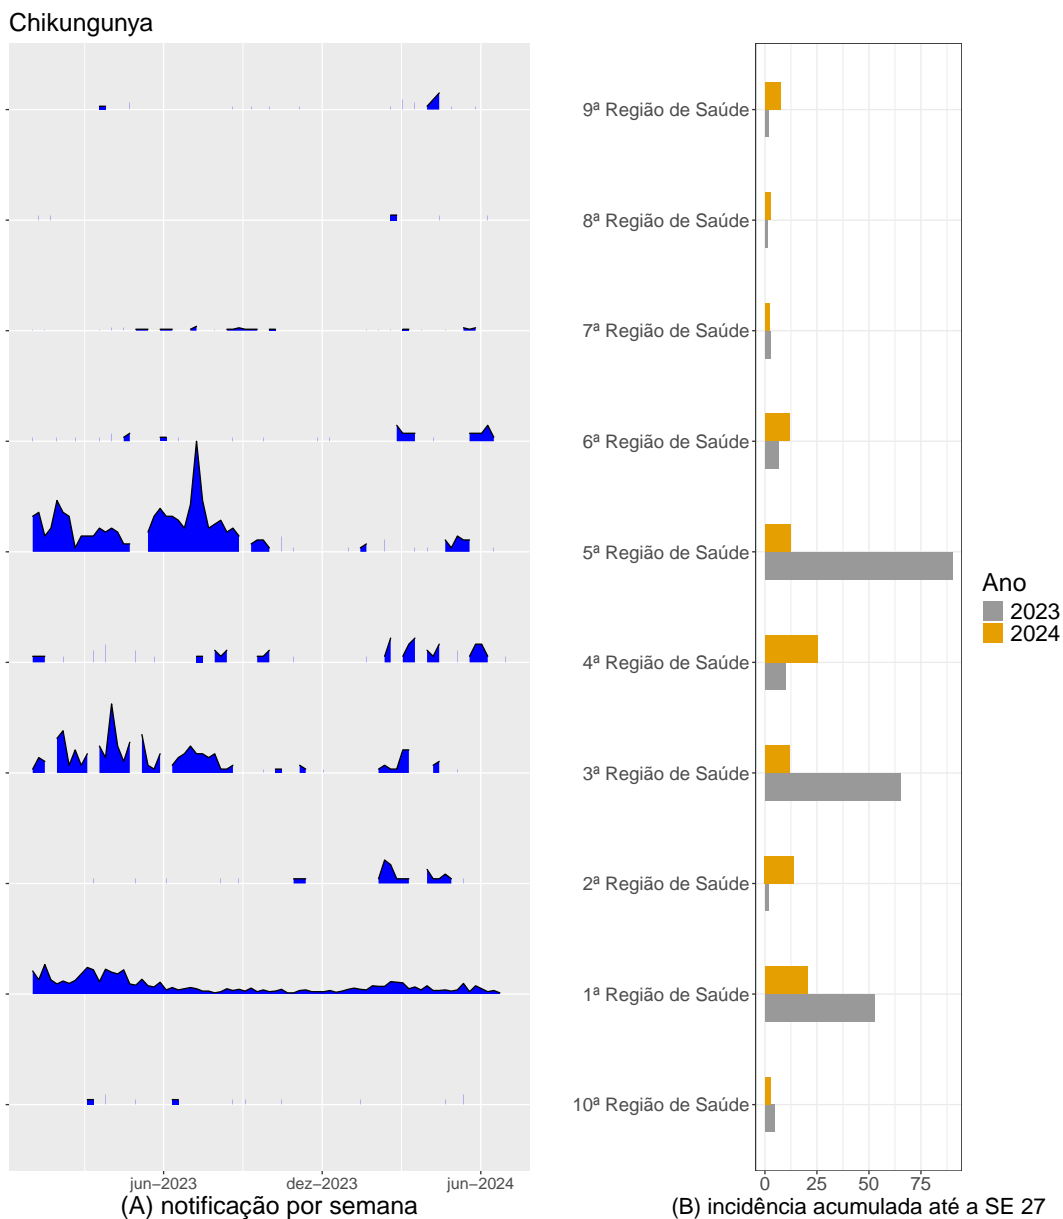 Chikungunya
9ª Região de Saúde
8ª Região de Saúde
7ª Região de Saúde
6ª Região de Saúde
5ª Região de Saúde
4ª Região de Saúde
3ª Região de Saúde
2ª Região de Saúde
1ª Região de Saúde
10ª Região de Saúde
Ano
2023
2024
jun−2023 dez−2023 jun−2024
0 25 50 75
(A) notificação por semana
(B) incidência acumulada até a SE 27